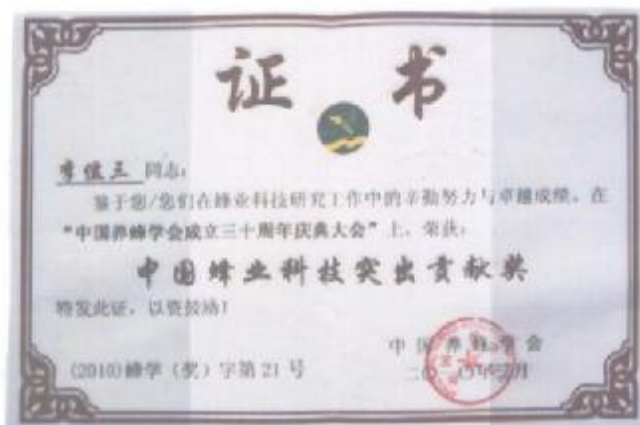 证书
李俊三 同志:
鉴于您/您们在蜂业科技研究工作中的辛勤努力与卓越成绩,在
“中国养蜂学会成立三十周年庆典大会”上,荣获:
中国蜂业科技突出贡献奖
特发此证,以资鼓励!
中国养蜂学会
(2010)蜂学(奖)字第21号